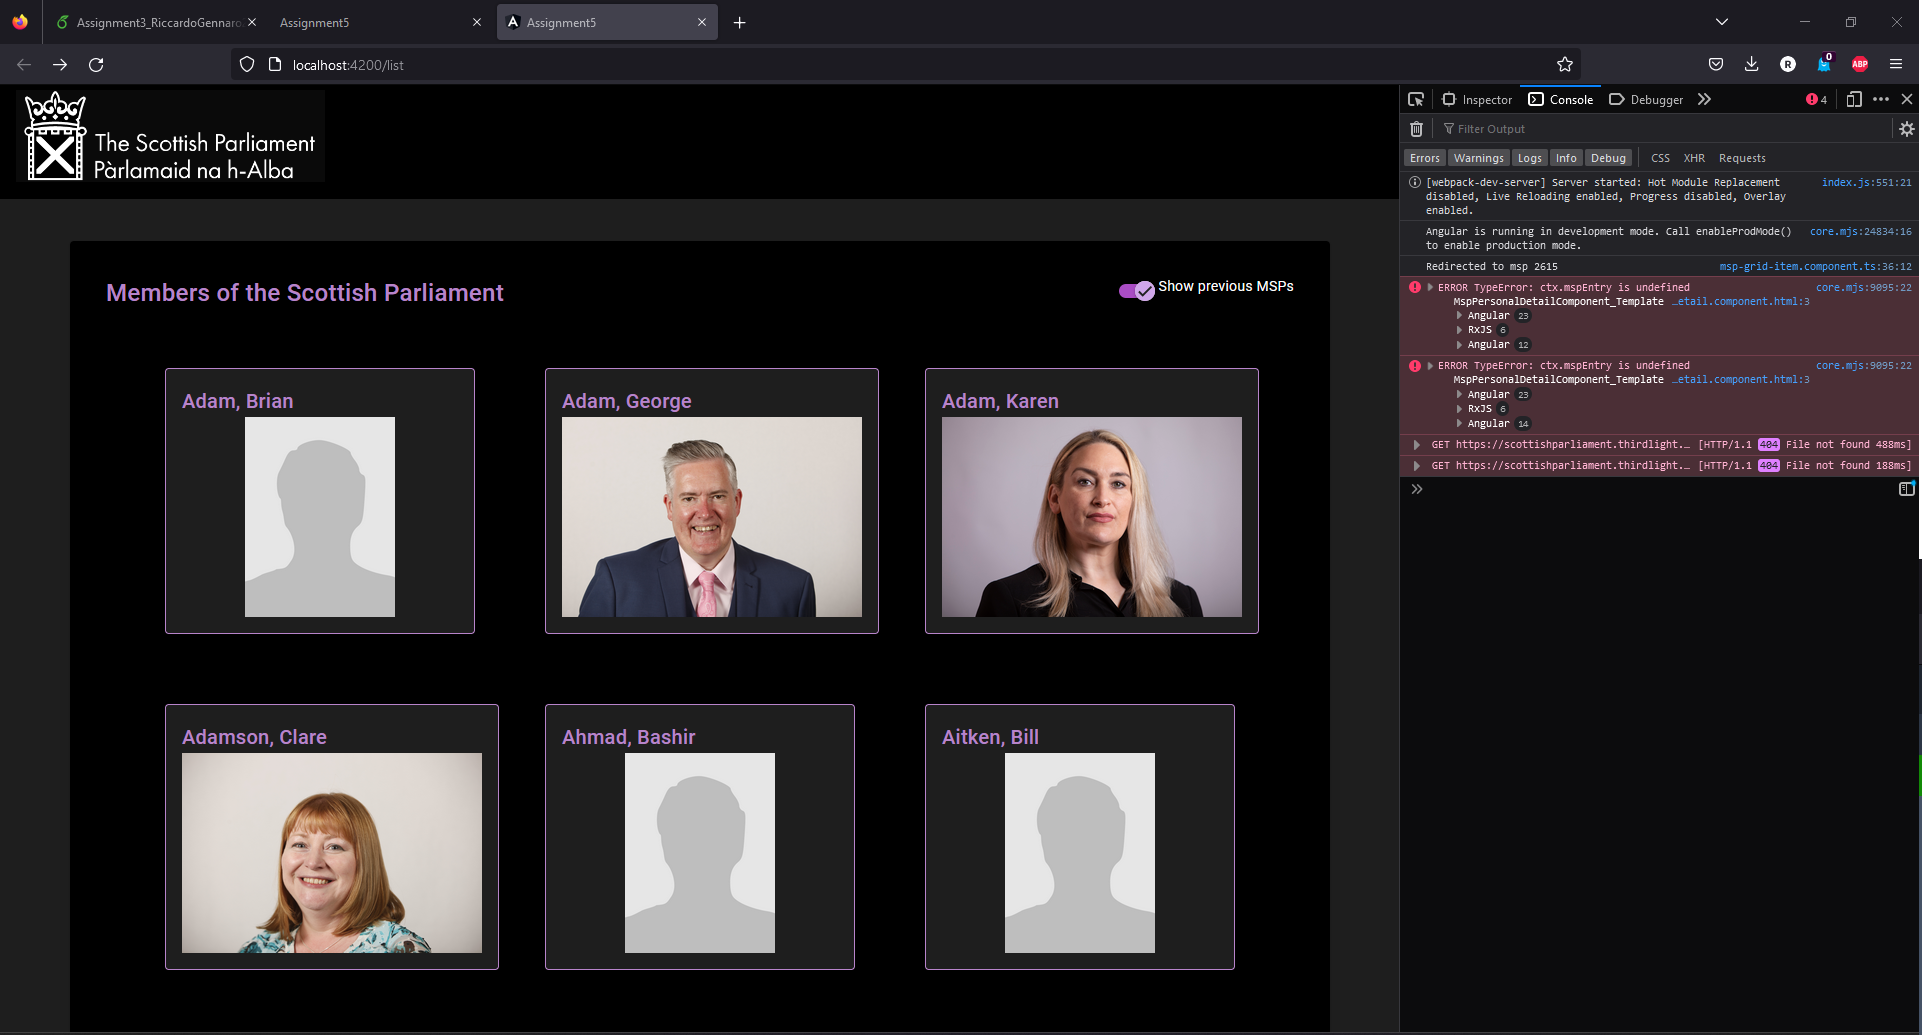 Assignment3_RiccardoGennaro
Assignment5
Assignment5
localhost:4200/list
R
0
ABP
The Scottish Parliament
Pàrlamaid na h-Alba
Members of the Scottish Parliament
Show previous MSPs
Adam, Brian
Adam, George
Adam, Karen
Adamson, Clare
Ahmad, Bashir
Aitken, Bill
Inspector
Console
Debugger
4
Filter Output
Errors
Warnings
Logs
Info
Debug
CSS
XHR
Requests
[webpack-dev-server] Server started: Hot Module Replacement index.js:551:21
disabled, Live Reloading enabled, Progress disabled, Overlay
enabled.
Angular is running in development mode. Call enableProdMode() core.mjs:24834:16
to enable production mode.
Redirected to msp 2615 msp-grid-item.component.ts:36:12
ERROR TypeError: ctx.mspEntry is undefined core.mjs:9095:22
MspPersonalDetailComponent_Template …etail.component.html:3
Angular 23
RxJS 6
Angular 12
ERROR TypeError: ctx.mspEntry is undefined core.mjs:9095:22
MspPersonalDetailComponent_Template …etail.component.html:3
Angular 23
RxJS 6
Angular 14
GET https://scottishparliament.thirdlight.… [HTTP/1.1 404 File not found 488ms]
GET https://scottishparliament.thirdlight.… [HTTP/1.1 404 File not found 188ms]